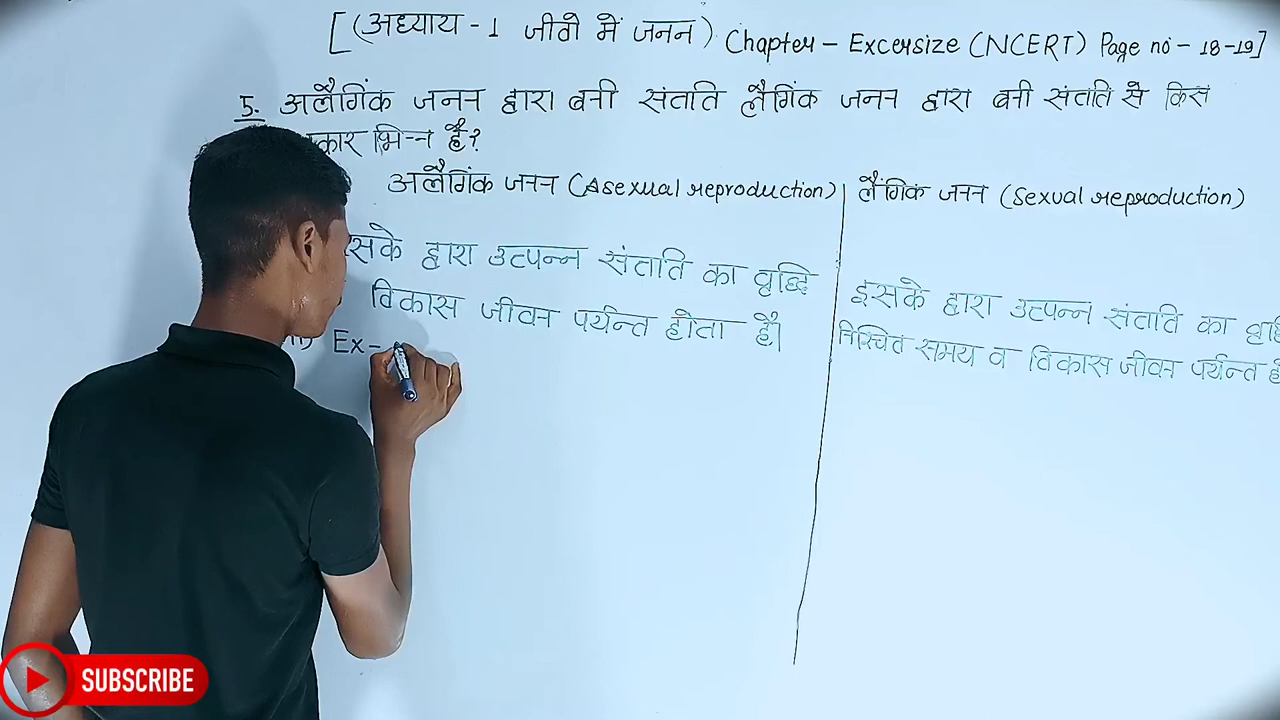 [(अध्याय - 1 जीवो में जनन) Chapter - Excersize (NCERT) Page no - 18-19]
5. अलैगिंक जनन द्वारा बनी संतति लैगिंक जनन द्वारा बनी संतति से किस
भिन्न है?
अलैगिंक जनन (Asexual reproduction)
द्वारा उत्पन्न संतति का वृद्धि
विकास जीवन पर्यन्त होता है।
Ex -
लैंगिक जनन (Sexual reproduction)
इसके द्वारा उत्पन्न संतति का
निश्चित समय व विकास जीवन पर्यन्त
SUBSCRIBE